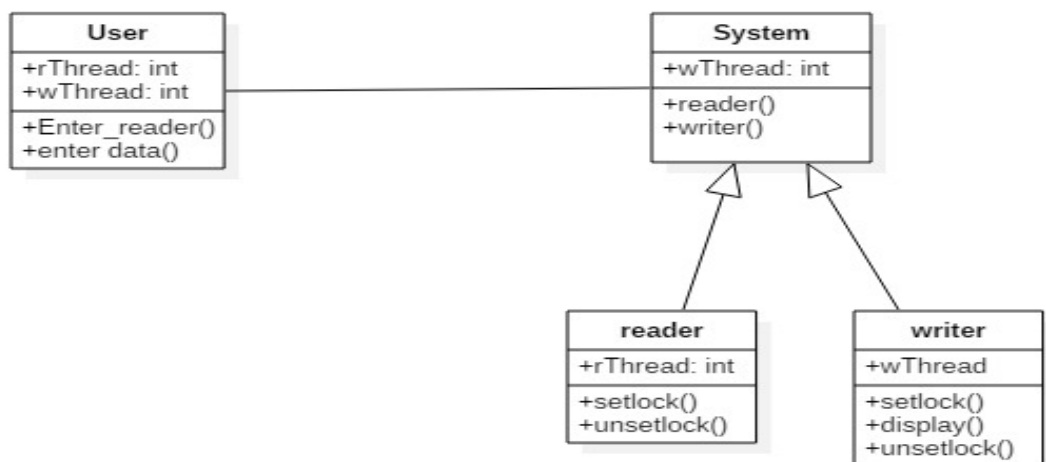 User
+rThread: int
+wThread: int
+Enter_reader()
+enter data()
System
+wThread: int
+reader()
+writer()
reader
+rThread: int
+setlock()
+unsetlock()
writer
+wThread
+setlock()
+display()
+unsetlock()